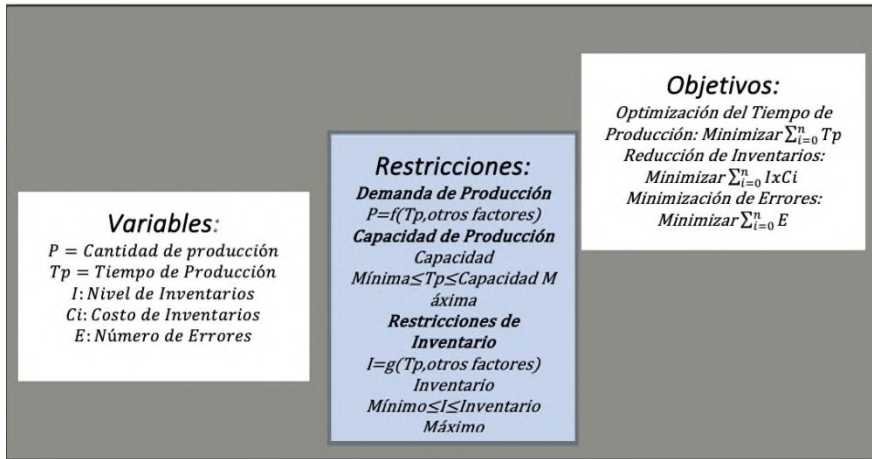 Variables:
P = Cantidad de producción
Tp = Tiempo de Producción
I: Nivel de Inventarios
Ci: Costo de Inventarios
E: Número de Errores
Restricciones:
Demanda de Producción
P=f(Tp,otros factores)
Capacidad de Producción
Capacidad
Mínima≤Tp≤Capacidad M
áxima
Restricciones de
Inventario
I=g(Tp,otros factores)
Inventario
Mínimo≤I≤Inventario
Máximo
Objetivos:
Optimización del Tiempo de
Producción: Minimizar ∑ⁿᵢ₌₀ Tp
Reducción de Inventarios:
Minimizar ∑ⁿᵢ₌₀ IxCi
Minimización de Errores:
Minimizar ∑ⁿᵢ₌₀ E